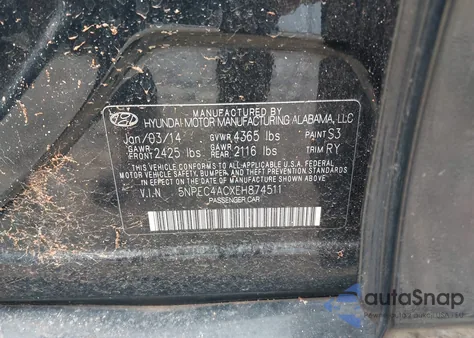 MANUFACTURED BY
HYUNDAI MOTOR MANUFACTURING ALABAMA, LLC
Jan/03/14 GVWR 4365 lbs PAINT S3
GAWR FRONT 2425 lbs GAWR REAR 2116 lbs TRIM RY
THIS VEHICLE CONFORMS TO ALL APPLICABLE U.S. FEDERAL
MOTOR VEHICLE SAFETY, BUMPER, AND THEFT PREVENTION
STANDARDS IN EFFECT ON THE DATE OF MANUFACTURE
SHOWN ABOVE.
V.I.N 5NPEC4ACXEH874511
PASSENGER CAR
autoSnap